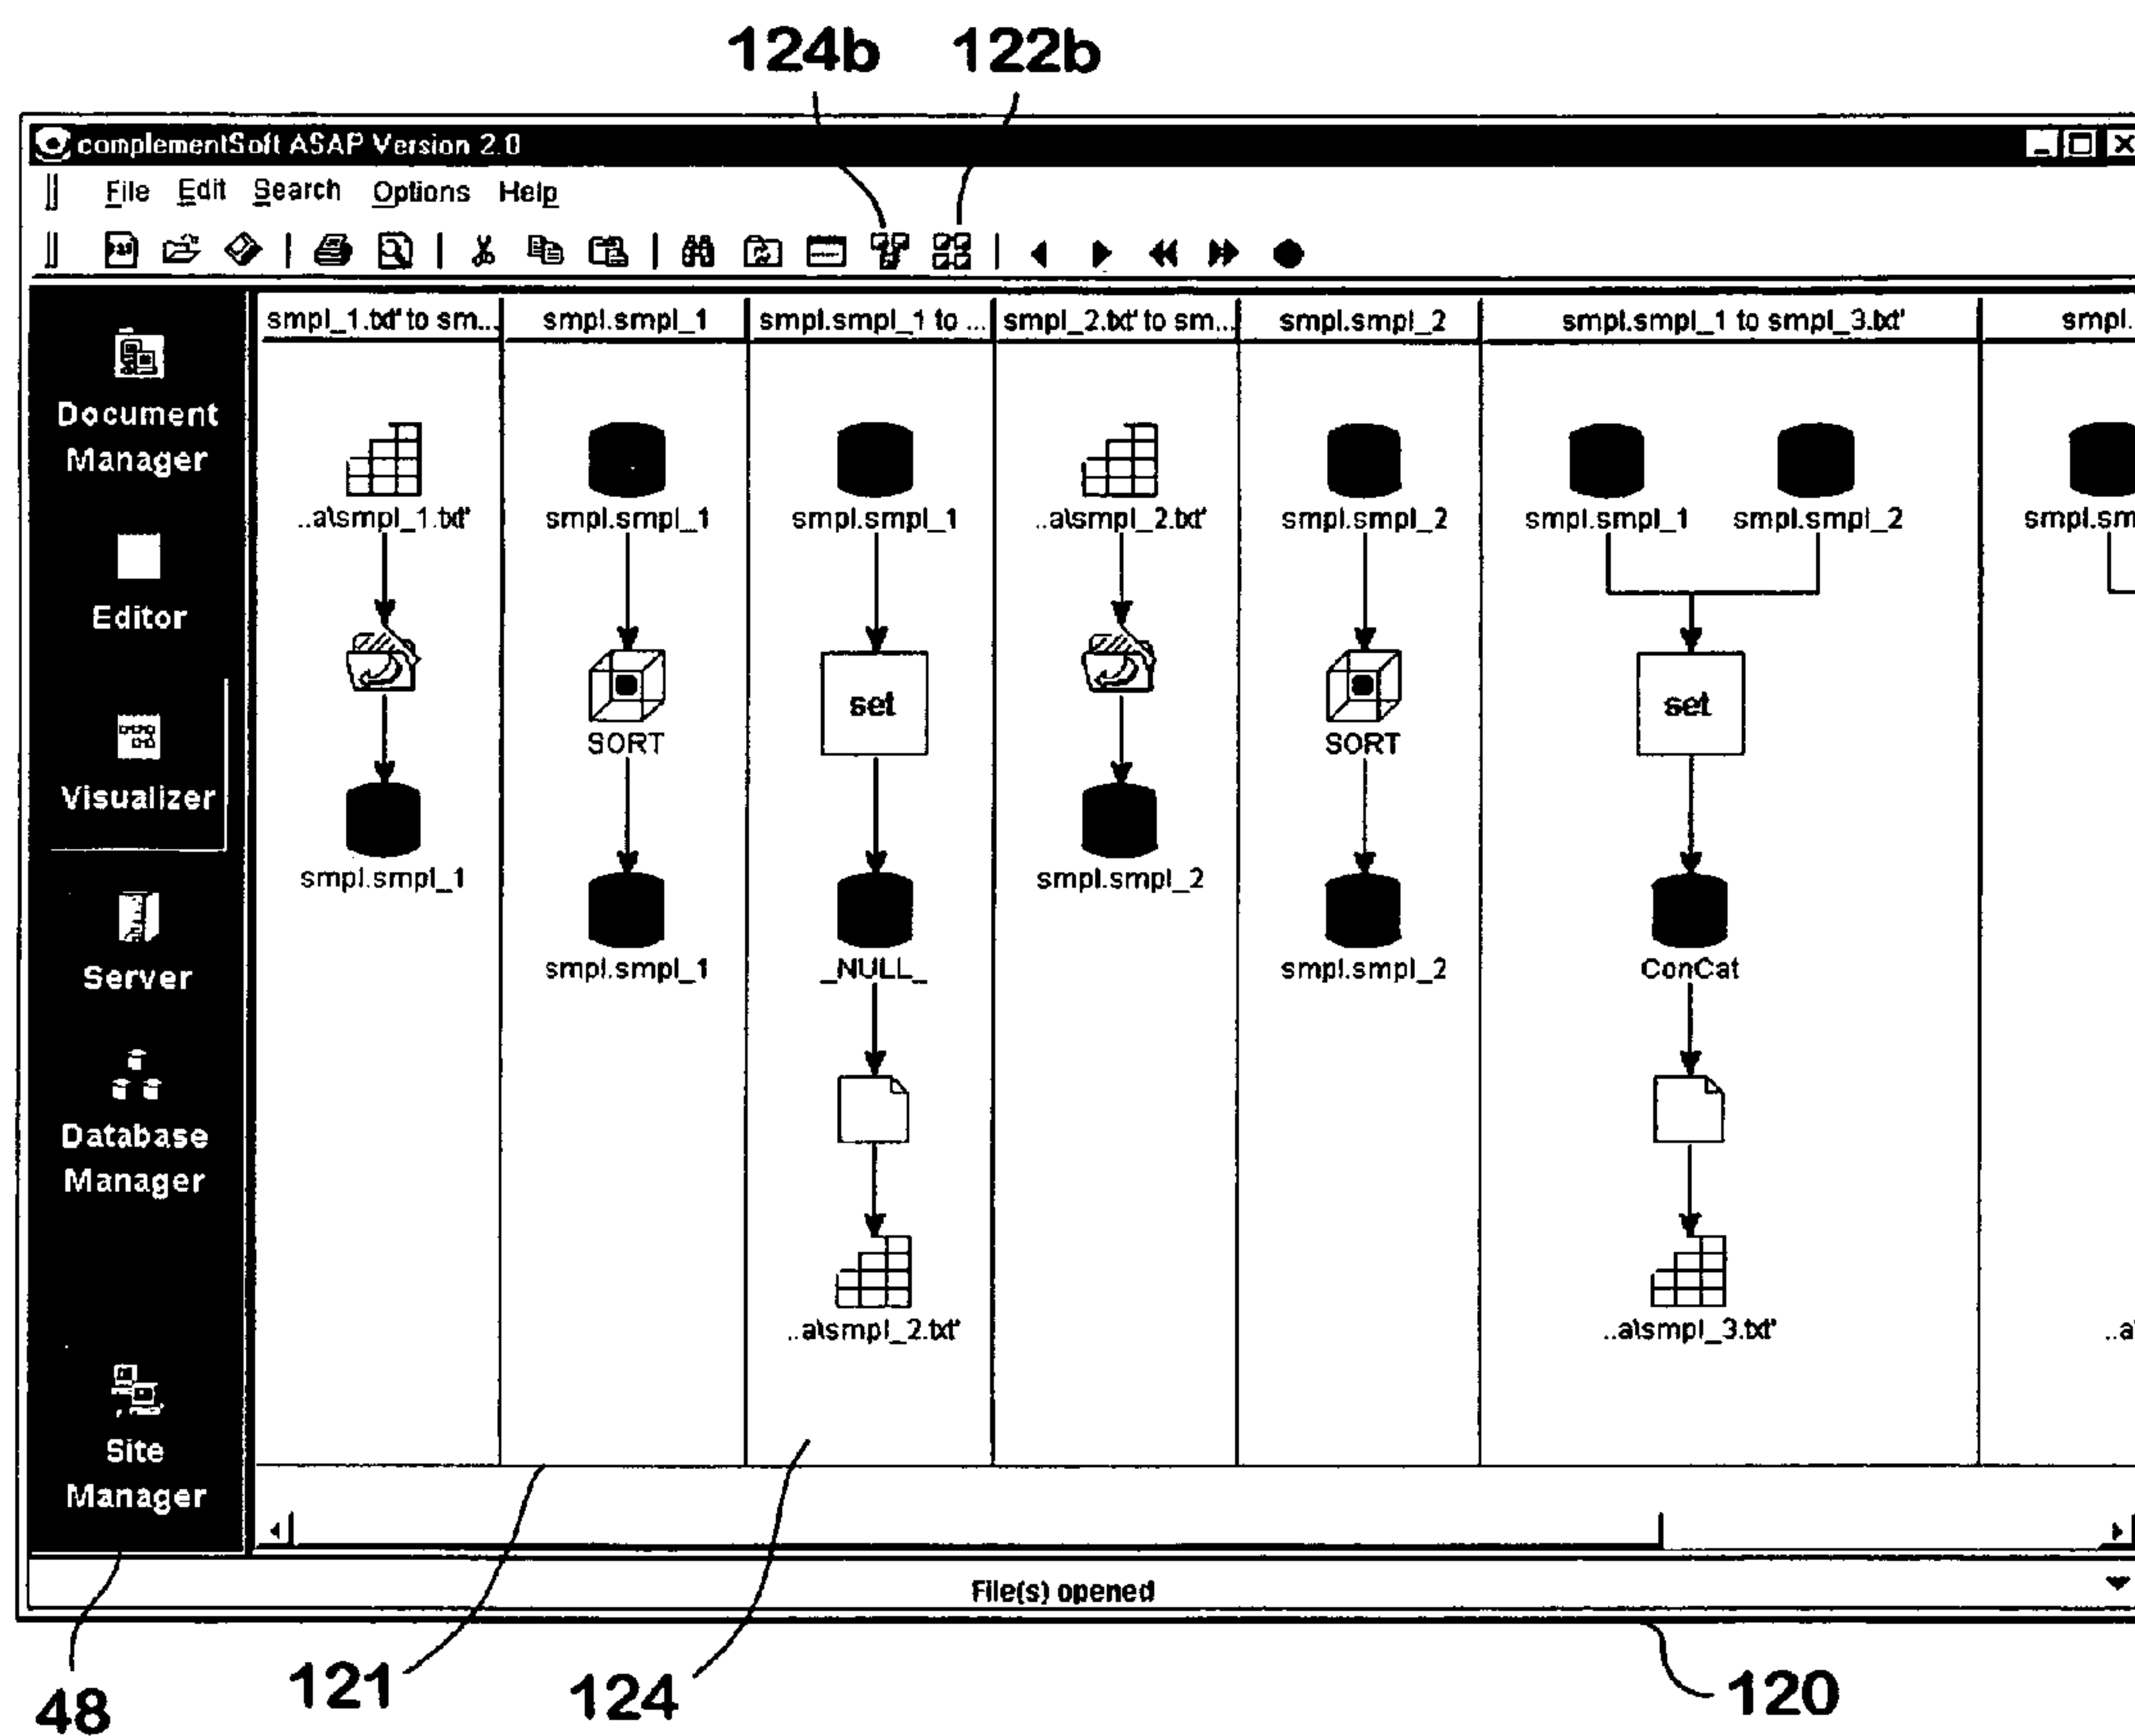 124b 122b
complementSoft ASAP Version 2.0
File Edit Search Options Help
smpl_1.txt' to sm... smpl.smpl_1 smpl.smpl_1 to ... smpl_2.txt' to sm... smpl.smpl_2 smpl.smpl_1 to smpl_3.txt' smpl.
Document
Manager
Editor
Visualizer
Server
Database
Manager
Site
Manager
..a\smpl_1.txt' smpl.smpl_1 smpl.smpl_1 ..a\smpl_2.txt' smpl.smpl_2 smpl.smpl_1 smpl.smpl_2 smpl.sm
set set
SORT SORT
smpl.smpl_1 smpl.smpl_2
smpl.smpl_1 _NULL_ smpl.smpl_2 ConCat
..a\smpl_2.txt' ..a\smpl_3.txt' ..a
File(s) opened
48 121 124 120